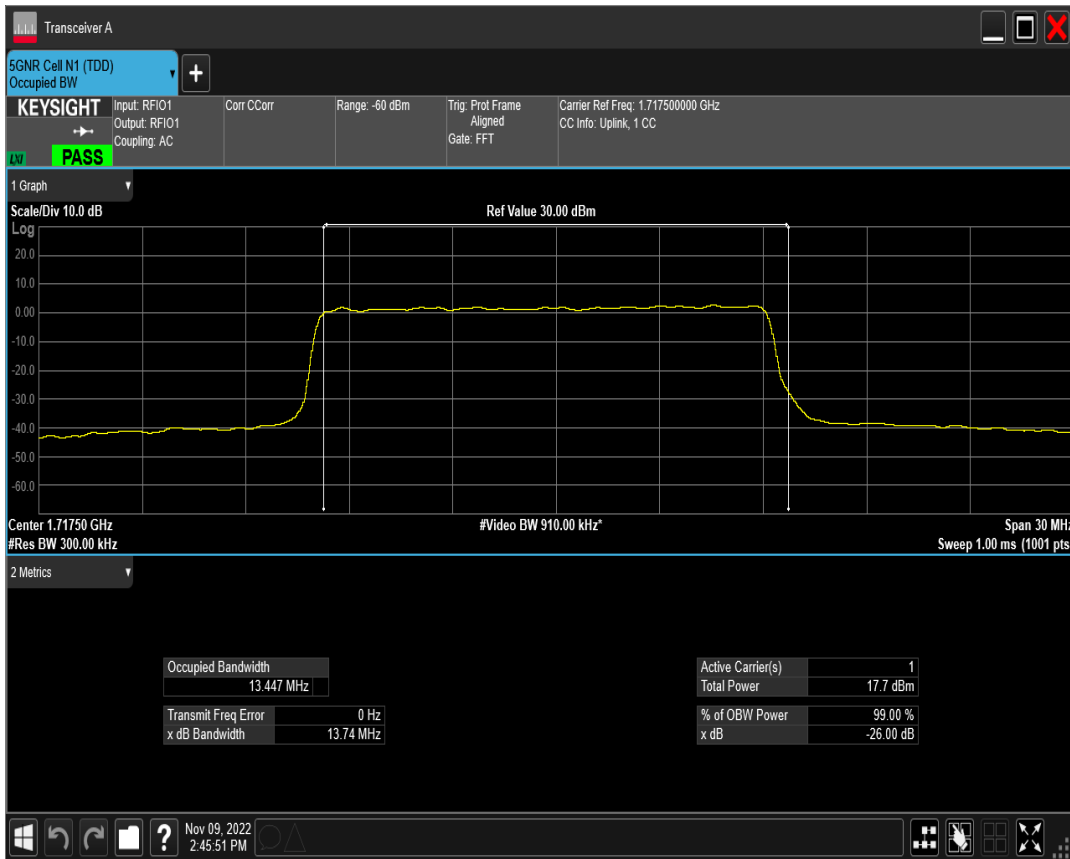 Transceiver A
5GNR Cell N1 (TDD)
Occupied BW
+
KEYSIGHT
LXI
PASS
Input: RFIO1
Output: RFIO1
Coupling: AC
Corr CCorr
Range: -60 dBm
Trig: Prot Frame
Aligned
Gate: FFT
Carrier Ref Freq: 1.717500000 GHz
CC Info: Uplink, 1 CC
1 Graph
Scale/Div 10.0 dB
Ref Value 30.00 dBm
Log
20.0
10.0
0.00
-10.0
-20.0
-30.0
-40.0
-50.0
-60.0
Center 1.71750 GHz
#Video BW 910.00 kHz*
Span 30 MHz
#Res BW 300.00 kHz
Sweep 1.00 ms (1001 pts
2 Metrics
Occupied Bandwidth
13.447 MHz
Transmit Freq Error 0 Hz
x dB Bandwidth 13.74 MHz
Active Carrier(s) 1
Total Power 17.7 dBm
% of OBW Power 99.00 %
x dB -26.00 dB
?
Nov 09, 2022
2:45:51 PM